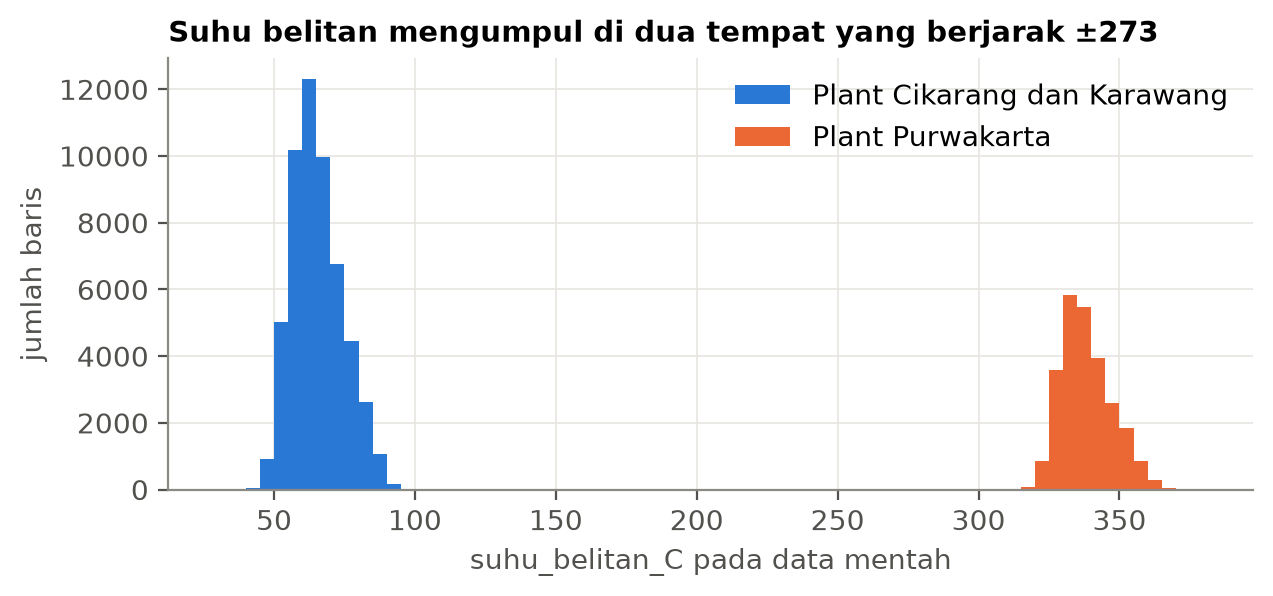 Suhu belitan mengumpul di dua tempat yang berjarak ±273
Plant Cikarang dan Karawang
Plant Purwakarta
jumlah baris
12000
10000
8000
6000
4000
2000
0
50
100
150
200
250
300
350
suhu_belitan_C pada data mentah